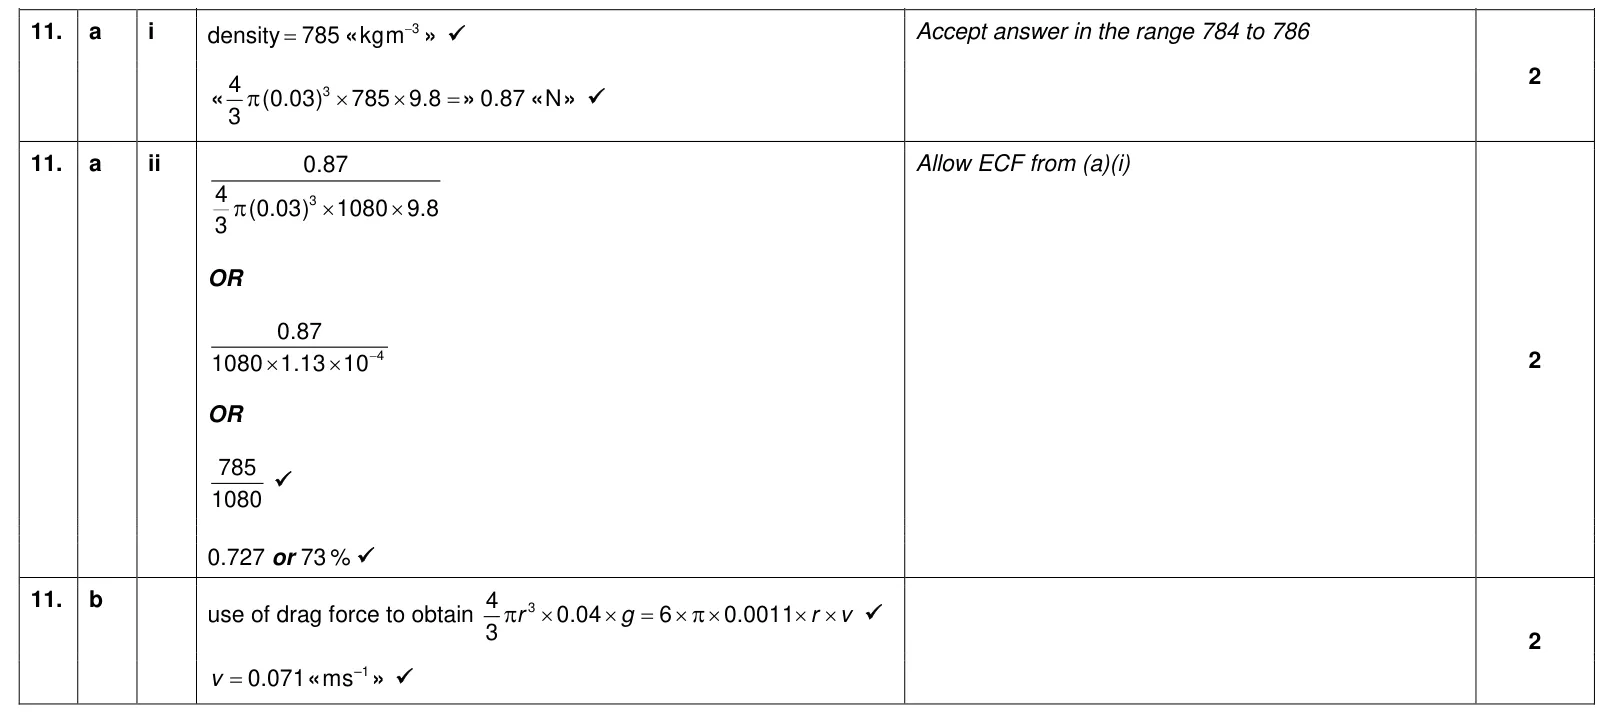 11. a i density = 785 «kg m⁻³» ✓ Accept answer in the range 784 to 786
«4/3 π(0.03)³ × 785 × 9.8 =» 0.87 «N» ✓
2
11. a ii 0.87 / (4/3 π(0.03)³ × 1080 × 9.8) Allow ECF from (a)(i)
OR
0.87 / (1080 × 1.13 × 10⁻⁴)
2
OR
785/1080 ✓
0.727 or 73 % ✓
11. b use of drag force to obtain 4/3 πr³ × 0.04 × g = 6 × π × 0.0011 × r × v ✓
2
v = 0.071 «ms⁻¹» ✓